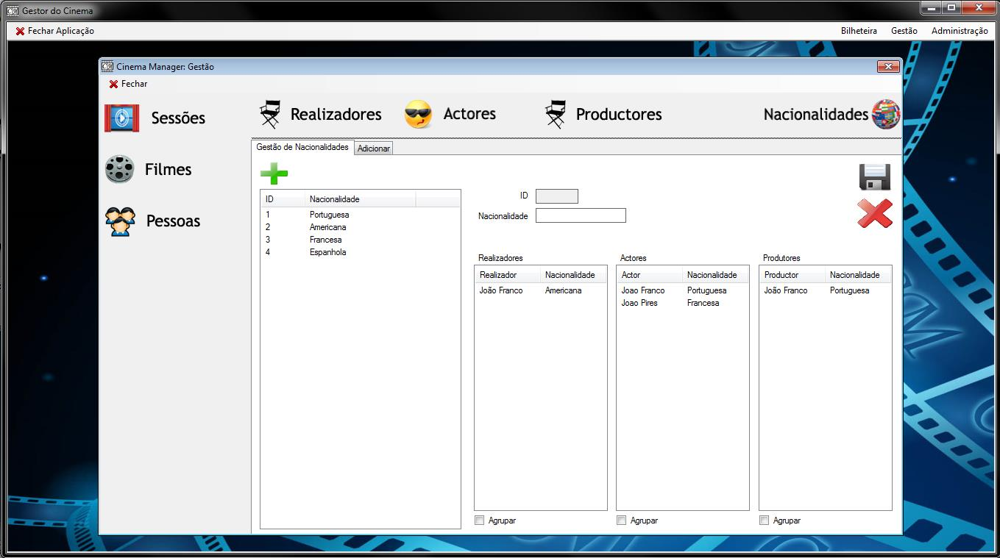 Gestor do Cinema
Fechar Aplicação Bilheteira Gestão Administração
Cinema Manager: Gestão
Fechar
Sessões
Filmes
Pessoas
Realizadores Actores Productores Nacionalidades
Gestão de Nacionalidades Adicionar
ID Nacionalidade
1 Portuguesa
2 Americana
3 Francesa
4 Espanhola
ID
Nacionalidade
Realizadores
Realizador Nacionalidade
João Franco Americana
Agrupar
Actores
Actor Nacionalidade
Joao Franco Portuguesa
Joao Pires Francesa
Agrupar
Produtores
Productor Nacionalidade
João Franco Portuguesa
Agrupar